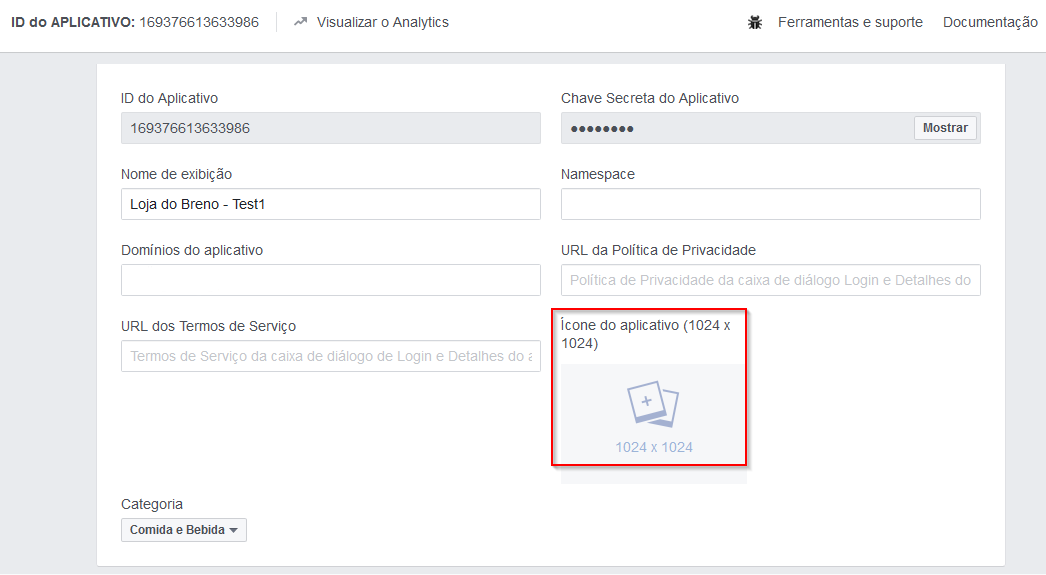 ID do APLICATIVO: 169376613633986 Visualizar o Analytics Ferramentas e suporte Documentação
ID do Aplicativo Chave Secreta do Aplicativo
169376613633986 ●●●●●●●● Mostrar
Nome de exibição Namespace
Loja do Breno - Test1
Domínios do aplicativo URL da Política de Privacidade
Política de Privacidade da caixa de diálogo Login e Detalhes do
URL dos Termos de Serviço
Termos de Serviço da caixa de diálogo de Login e Detalhes do a
Ícone do aplicativo (1024 x
1024)
1024 x 1024
Categoria
Comida e Bebida